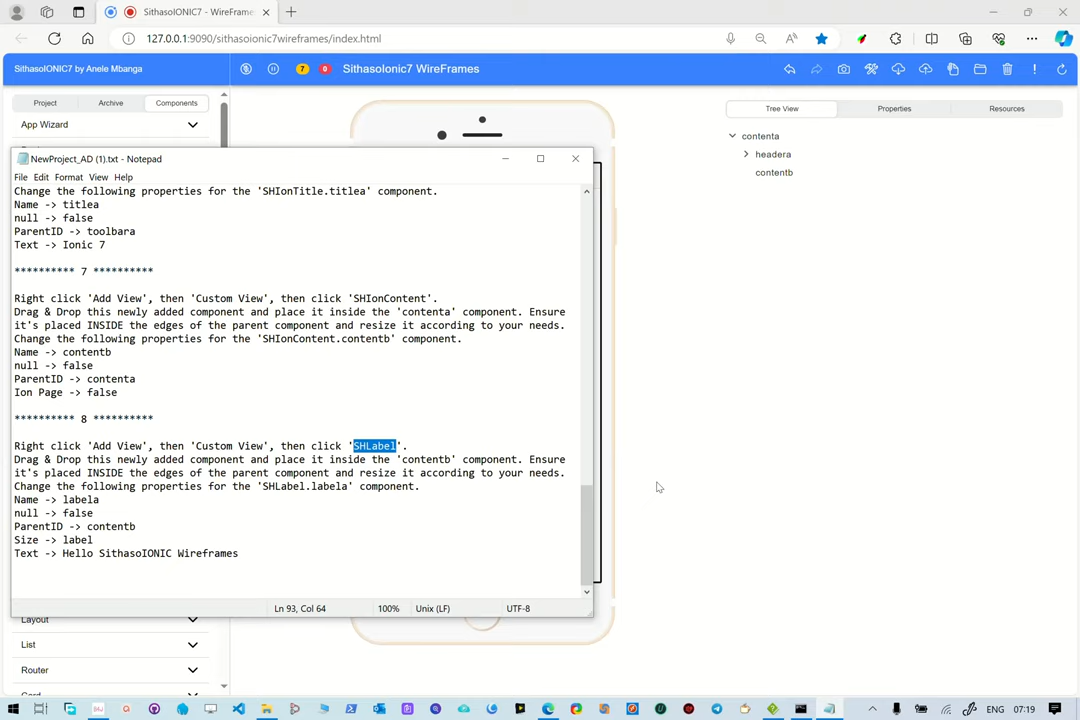 SithasoIONIC7 - WireFrames
127.0.0.1:9090/sithasoionic7wireframes/index.html
SithasoIONIC7 by Anele Mbanga
7
0
SithasoIonic7 WireFrames
Project
Archive
Components
App Wizard
Tree View
Properties
Resources
contenta
headera
contentb
NewProject_AD (1).txt - Notepad
File Edit Format View Help
Change the following properties for the 'SHIonTitle.titlea' component.
Name -> titlea
null -> false
ParentID -> toolbara
Text -> Ionic 7
********** 7 **********
Right click 'Add View', then 'Custom View', then click 'SHIonContent'.
Drag & Drop this newly added component and place it inside the 'contenta' component. Ensure
it's placed INSIDE the edges of the parent component and resize it according to your needs.
Change the following properties for the 'SHIonContent.contentb' component.
Name -> contentb
null -> false
ParentID -> contenta
Ion Page -> false
********** 8 **********
Right click 'Add View', then 'Custom View', then click 'SHLabel'.
Drag & Drop this newly added component and place it inside the 'contentb' component. Ensure
it's placed INSIDE the edges of the parent component and resize it according to your needs.
Change the following properties for the 'SHLabel.labela' component.
Name -> labela
null -> false
ParentID -> contentb
Size -> label
Text -> Hello SithasoIONIC Wireframes
Ln 93, Col 64
100%
Unix (LF)
UTF-8
Layout
List
Router
ENG
07:19